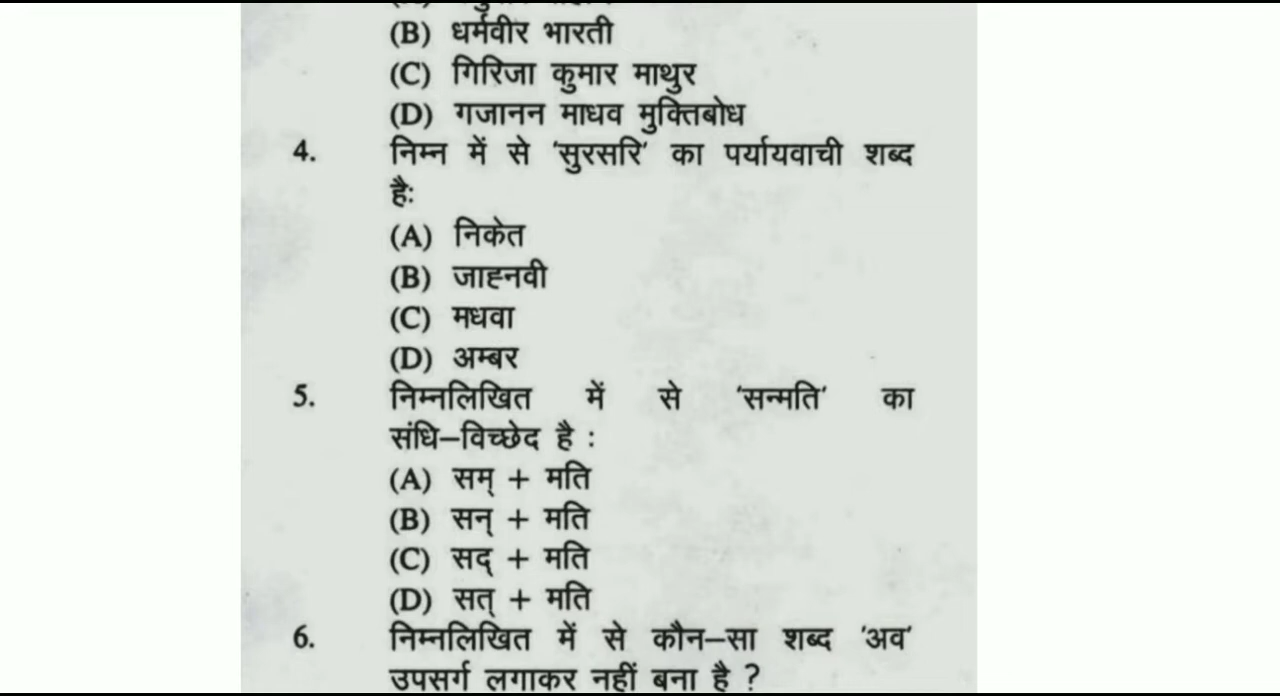 (B) धर्मवीर भारती
(C) गिरिजा कुमार माथुर
(D) गजानन माधव मुक्तिबोध
4. निम्न में से 'सुरसरि' का पर्यायवाची शब्द
है:
(A) निकेत
(B) जाह्नवी
(C) मधवा
(D) अम्बर
5. निम्नलिखित में से 'सन्मति' का
संधि–विच्छेद है :
(A) सम् + मति
(B) सन् + मति
(C) सद् + मति
(D) सत् + मति
6. निम्नलिखित में से कौन–सा शब्द 'अव'
उपसर्ग लगाकर नहीं बना है ?